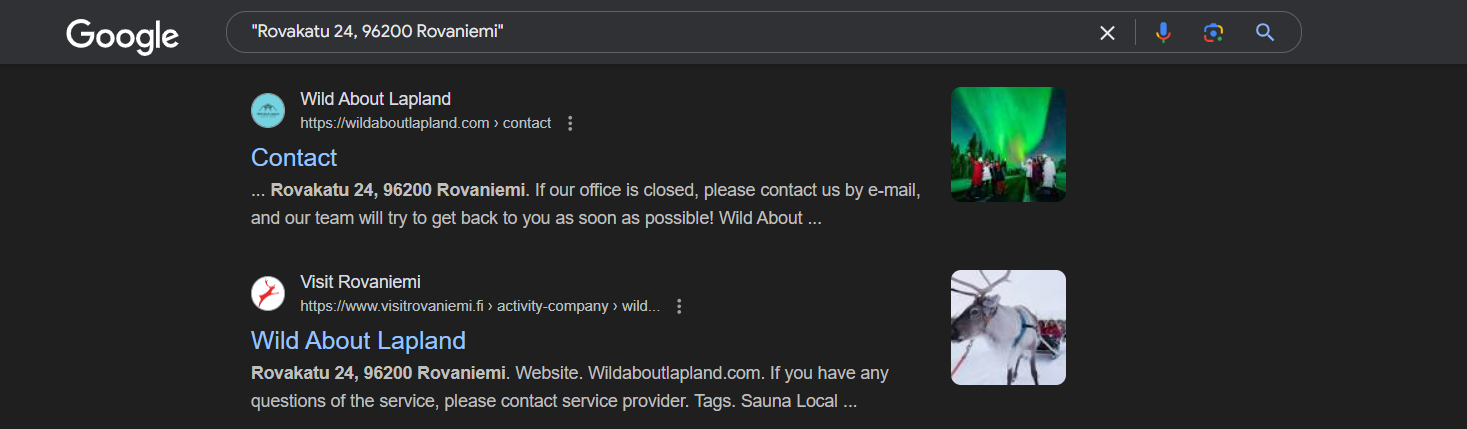 Google
"Rovakatu 24, 96200 Rovaniemi"
Wild About Lapland
https://wildaboutlapland.com › contact
Contact
... Rovakatu 24, 96200 Rovaniemi. If our office is closed, please contact us by e-mail,
and our team will try to get back to you as soon as possible! Wild About ...
Visit Rovaniemi
https://www.visitrovaniemi.fi › activity-company › wild...
Wild About Lapland
Rovakatu 24, 96200 Rovaniemi. Website. Wildaboutlapland.com. If you have any
questions of the service, please contact service provider. Tags. Sauna Local ...